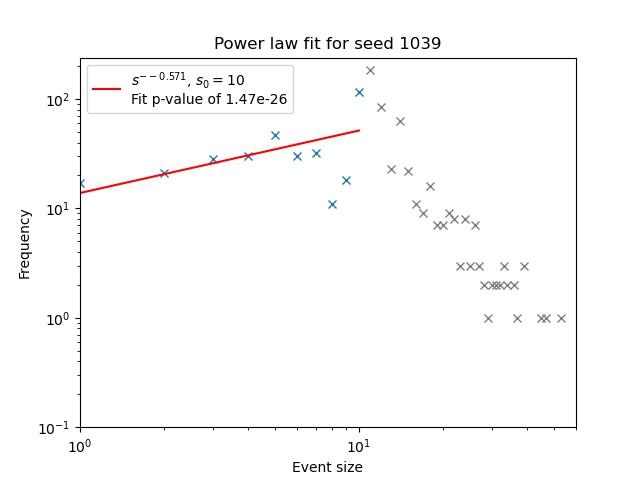 Power law fit for seed 1039
s^{--0.571}, s_0 = 10
Fit p-value of 1.47e-26
Frequency
10^2
10^1
10^0
10^{-1}
10^0
10^1
Event size